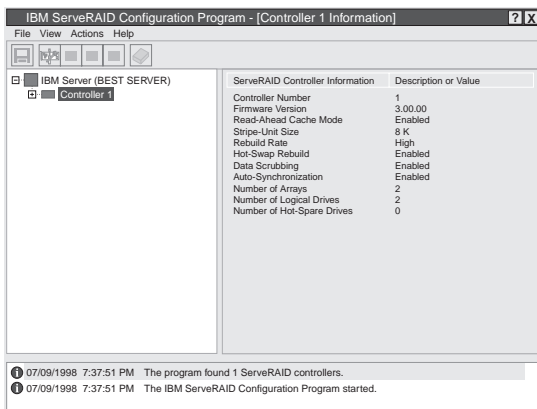 IBM ServeRAID Configuration Program - [Controller 1 Information]
? X
File View Actions Help
IBM Server (BEST SERVER)
Controller 1
ServeRAID Controller Information Description or Value
Controller Number 1
Firmware Version 3.00.00
Read-Ahead Cache Mode Enabled
Stripe-Unit Size 8 K
Rebuild Rate High
Hot-Swap Rebuild Enabled
Data Scrubbing Enabled
Auto-Synchronization Enabled
Number of Arrays 2
Number of Logical Drives 2
Number of Hot-Spare Drives 0
07/09/1998 7:37:51 PM The program found 1 ServeRAID controllers.
07/09/1998 7:37:51 PM The IBM ServeRAID Configuration Program started.